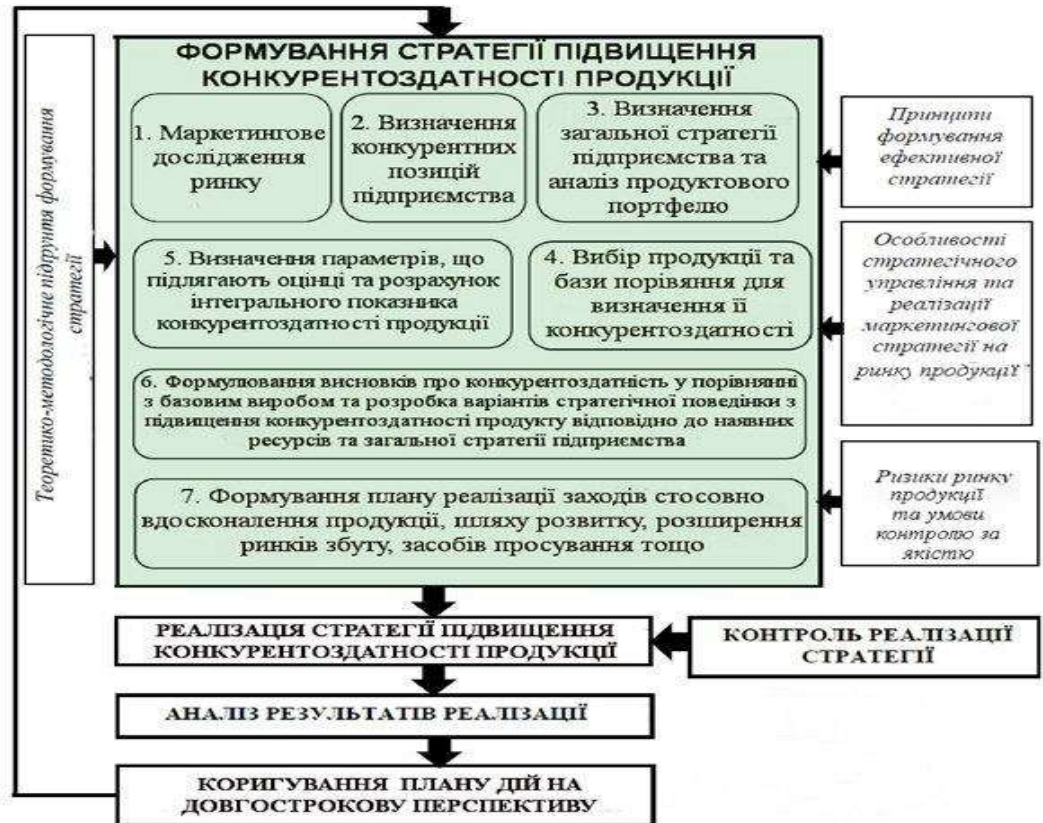 Теоретико-методологічне підґрунтя формування
стратегії
ФОРМУВАННЯ СТРАТЕГІЇ ПІДВИЩЕННЯ
КОНКУРЕНТОЗДАТНОСТІ ПРОДУКЦІЇ
1. Маркетингове
дослідження
ринку
2. Визначення
конкурентних
позицій
підприємства
3. Визначення
загальної стратегії
підприємства та
аналіз продуктового
портфелю
5. Визначення параметрів, що
підлягають оцінці та розрахунок
інтегрального показника
конкурентоздатності продукції
4. Вибір продукції та
бази порівяння для
визначення її
конкурентоздатності
6. Формулювання висновків про конкурентоздатність у порівнянні
з базовим виробом та розробка варіантів стратегічної поведінки з
підвищення конкурентоздатності продукту відповідно до наявних
ресурсів та загальної стратегії підприємства
7. Формування плану реалізації заходів стосовно
вдосконалення продукції, шляху розвитку, розширення
ринків збуту, засобів просування тощо
Принципи
формування
ефективної
стратегії
Особливості
стратегічного
управління та
реалізації
маркетингової
стратегії на
ринку продукції
Ризики ринку
продукції
та умови
контролю за
якістю
РЕАЛІЗАЦІЯ СТРАТЕГІЇ ПІДВИЩЕННЯ
КОНКУРЕНТОЗДАТНОСТІ ПРОДУКЦІЇ
КОНТРОЛЬ РЕАЛІЗАЦІЇ
СТРАТЕГІЇ
АНАЛІЗ РЕЗУЛЬТАТІВ РЕАЛІЗАЦІЇ
КОРИГУВАННЯ ПЛАНУ ДІЙ НА
ДОВГОСТРОКОВУ ПЕРСПЕКТИВУ